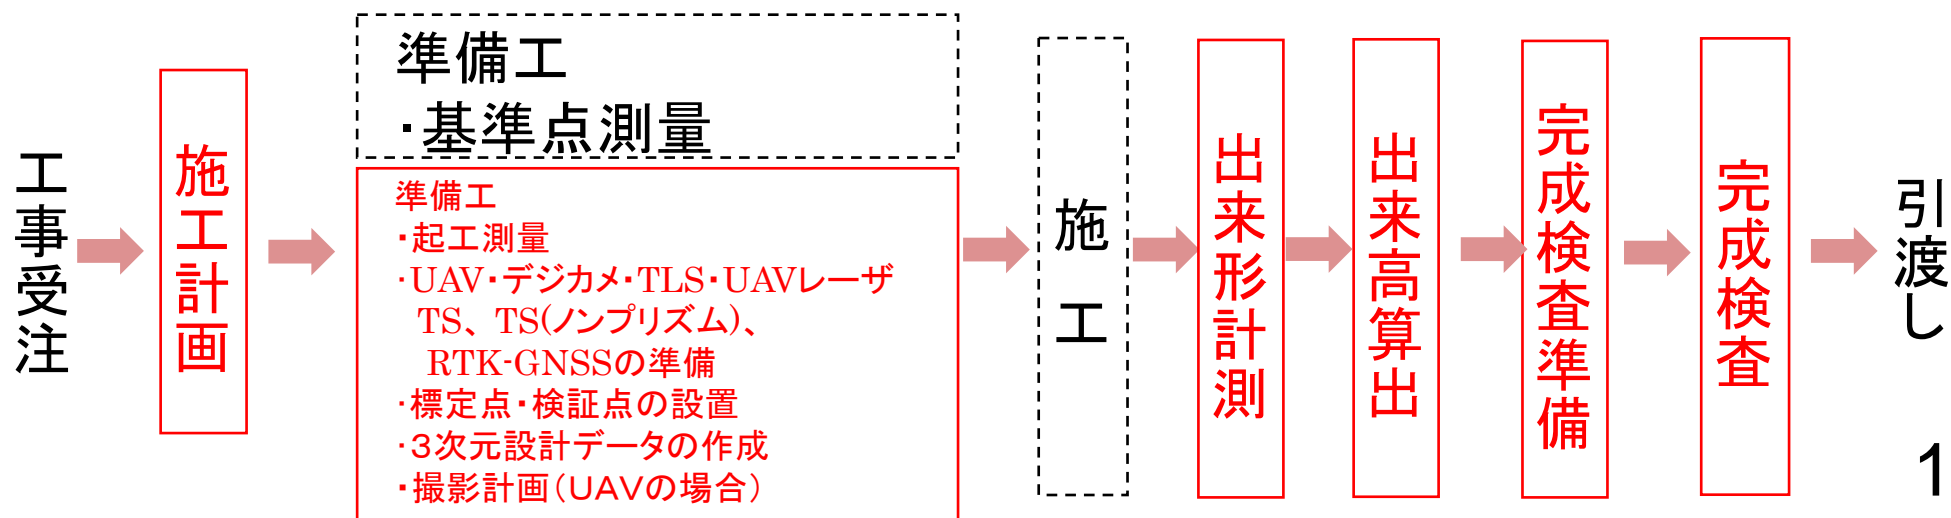 工事受注
施工計画
準備工
・基準点測量
準備工
・起工測量
・UAV・デジカメ・TLS・UAVレーザ
TS、TS(ノンプリズム)、
RTK-GNSSの準備
・標定点・検証点の設置
・３次元設計データの作成
・撮影計画（UAVの場合）
施工
出来形計測
出来高算出
完成検査準備
完成検査
引渡し
1